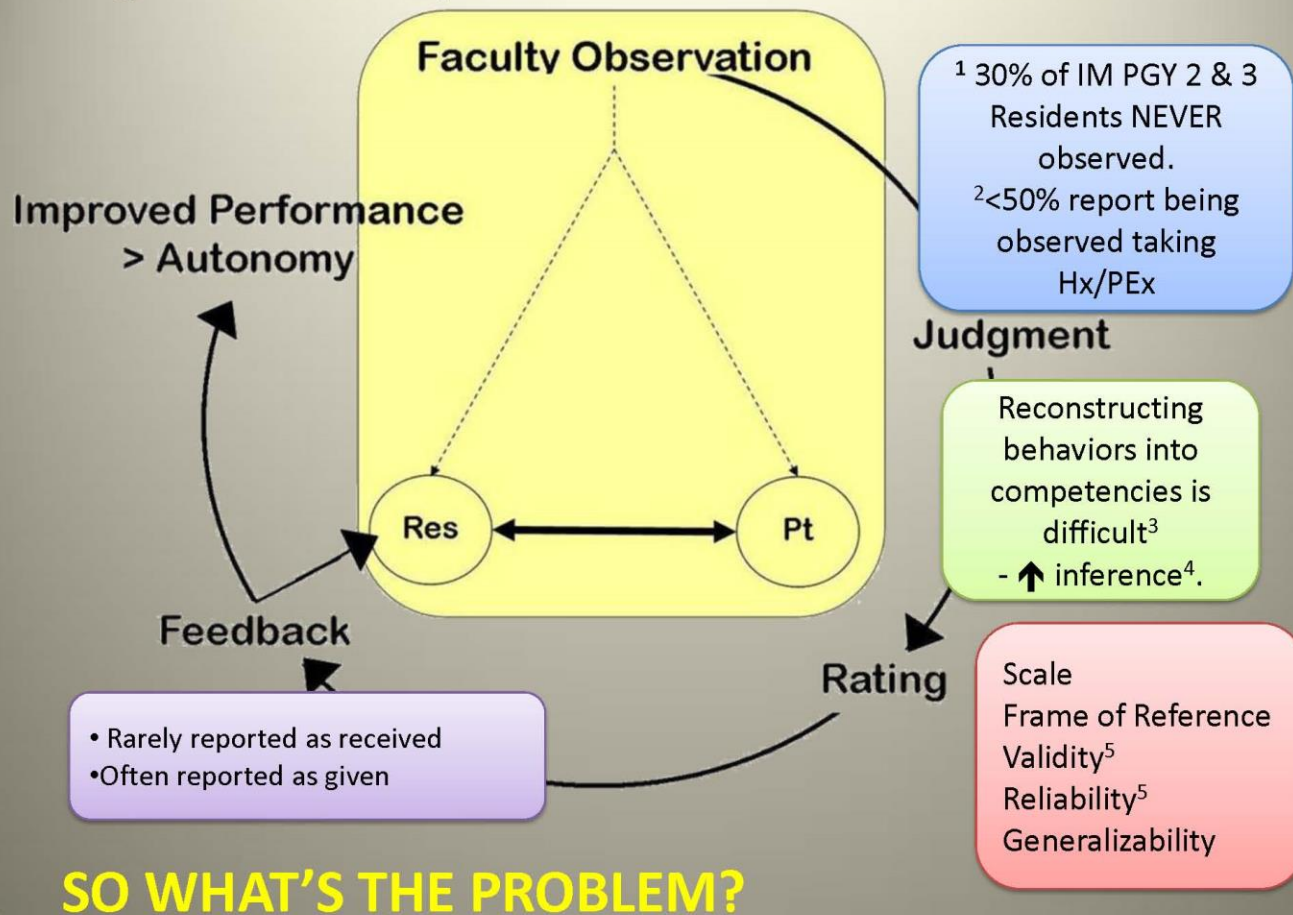 Faculty Observation
¹ 30% of IM PGY 2 & 3
Residents NEVER
observed.
²<50% report being
observed taking
Hx/PEx
Improved Performance
> Autonomy
Judgment
Reconstructing
behaviors into
competencies is
difficult³
- ↑ inference⁴.
Res
Pt
Feedback
Rating
Scale
Frame of Reference
Validity⁵
Reliability⁵
Generalizability
• Rarely reported as received
•Often reported as given
SO WHAT'S THE PROBLEM?